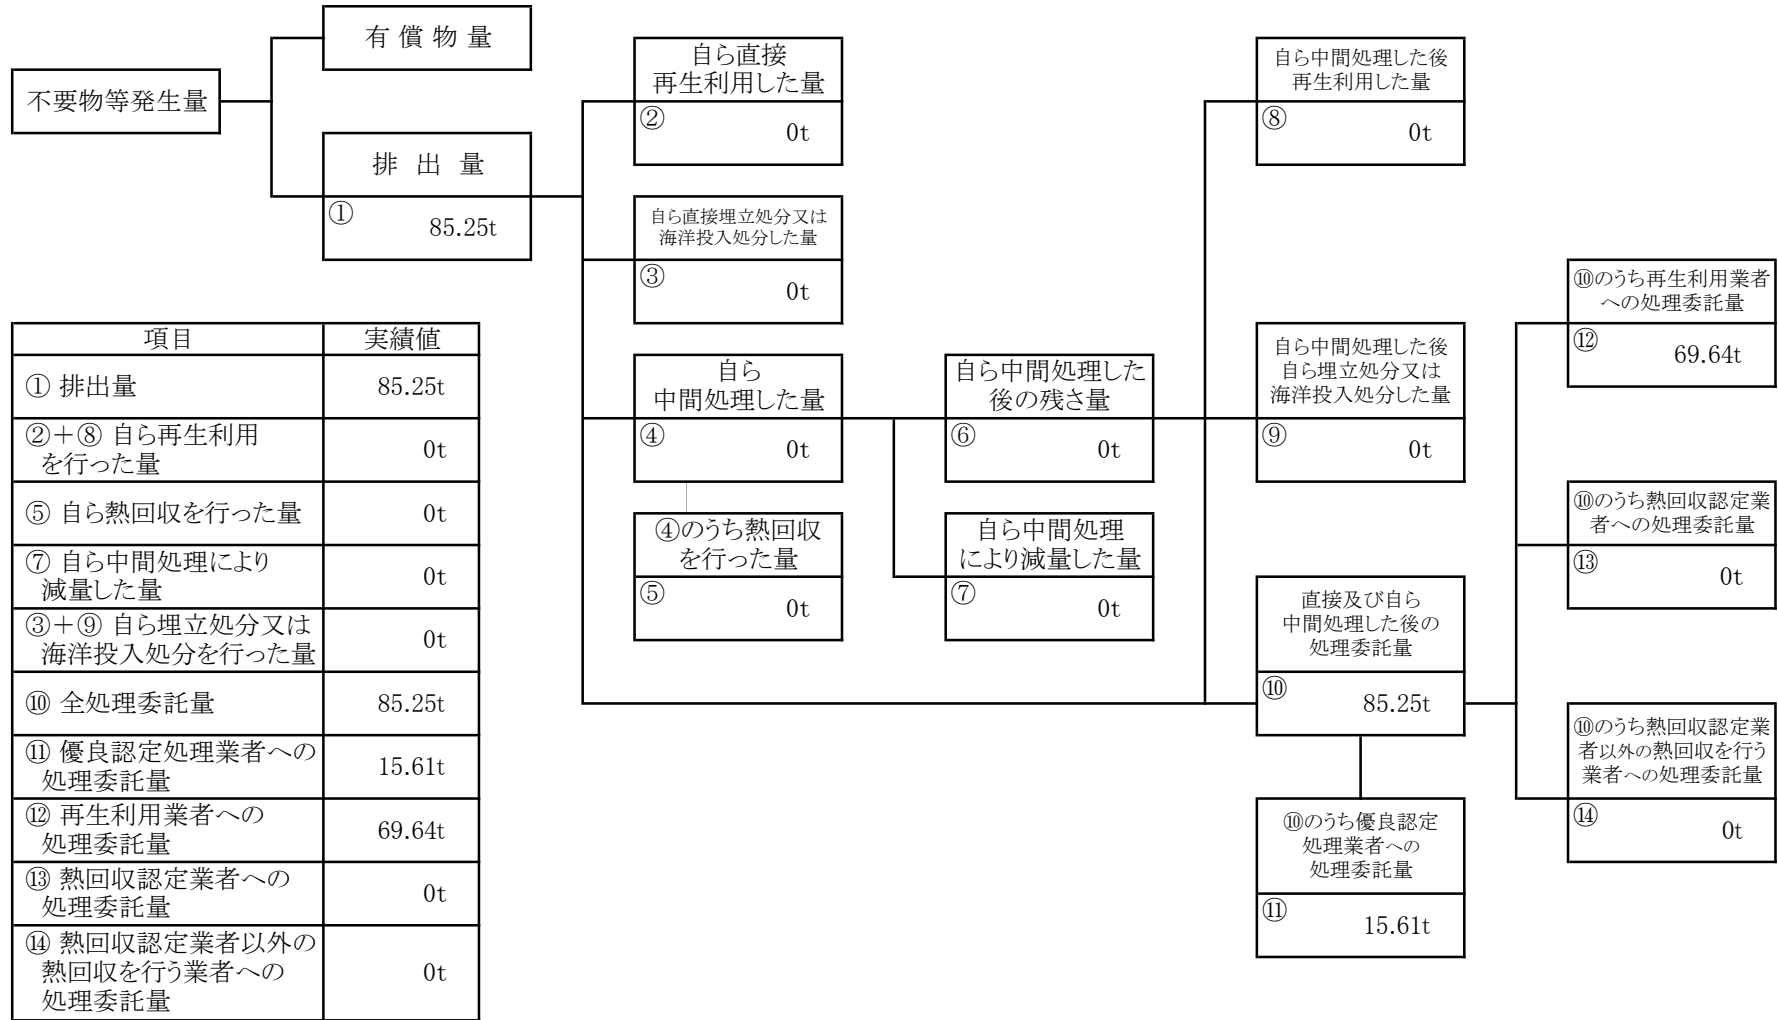 有 償 物 量
不要物等発生量
排 出 量
①
85.25t
自ら直接
再生利用した量
②
0t
自ら直接埋立処分又は
海洋投入処分した量
③
0t
自ら
中間処理した量
④
0t
④のうち熱回収
を行った量
⑤
0t
自ら中間処理した
後の残さ量
⑥
0t
自ら中間処理
により減量した量
⑦
0t
自ら中間処理した後
再生利用した量
⑧
0t
自ら中間処理した後
自ら埋立処分又は
海洋投入処分した量
⑨
0t
直接及び自ら
中間処理した後の
処理委託量
⑩
85.25t
⑩のうち優良認定
処理業者への
処理委託量
⑪
15.61t
⑩のうち再生利用業者
への処理委託量
⑫
69.64t
⑩のうち熱回収認定業
者への処理委託量
⑬
0t
⑩のうち熱回収認定業
者以外の熱回収を行う
業者への処理委託量
⑭
0t
項目 実績値
① 排出量 85.25t
②＋⑧ 自ら再生利用
を行った量 0t
⑤ 自ら熱回収を行った量 0t
⑦ 自ら中間処理により
減量した量 0t
③＋⑨ 自ら埋立処分又は
海洋投入処分を行った量 0t
⑩ 全処理委託量 85.25t
⑪ 優良認定処理業者への
処理委託量 15.61t
⑫ 再生利用業者への
処理委託量 69.64t
⑬ 熱回収認定業者への
処理委託量 0t
⑭ 熱回収認定業者以外の
熱回収を行う業者への
処理委託量 0t